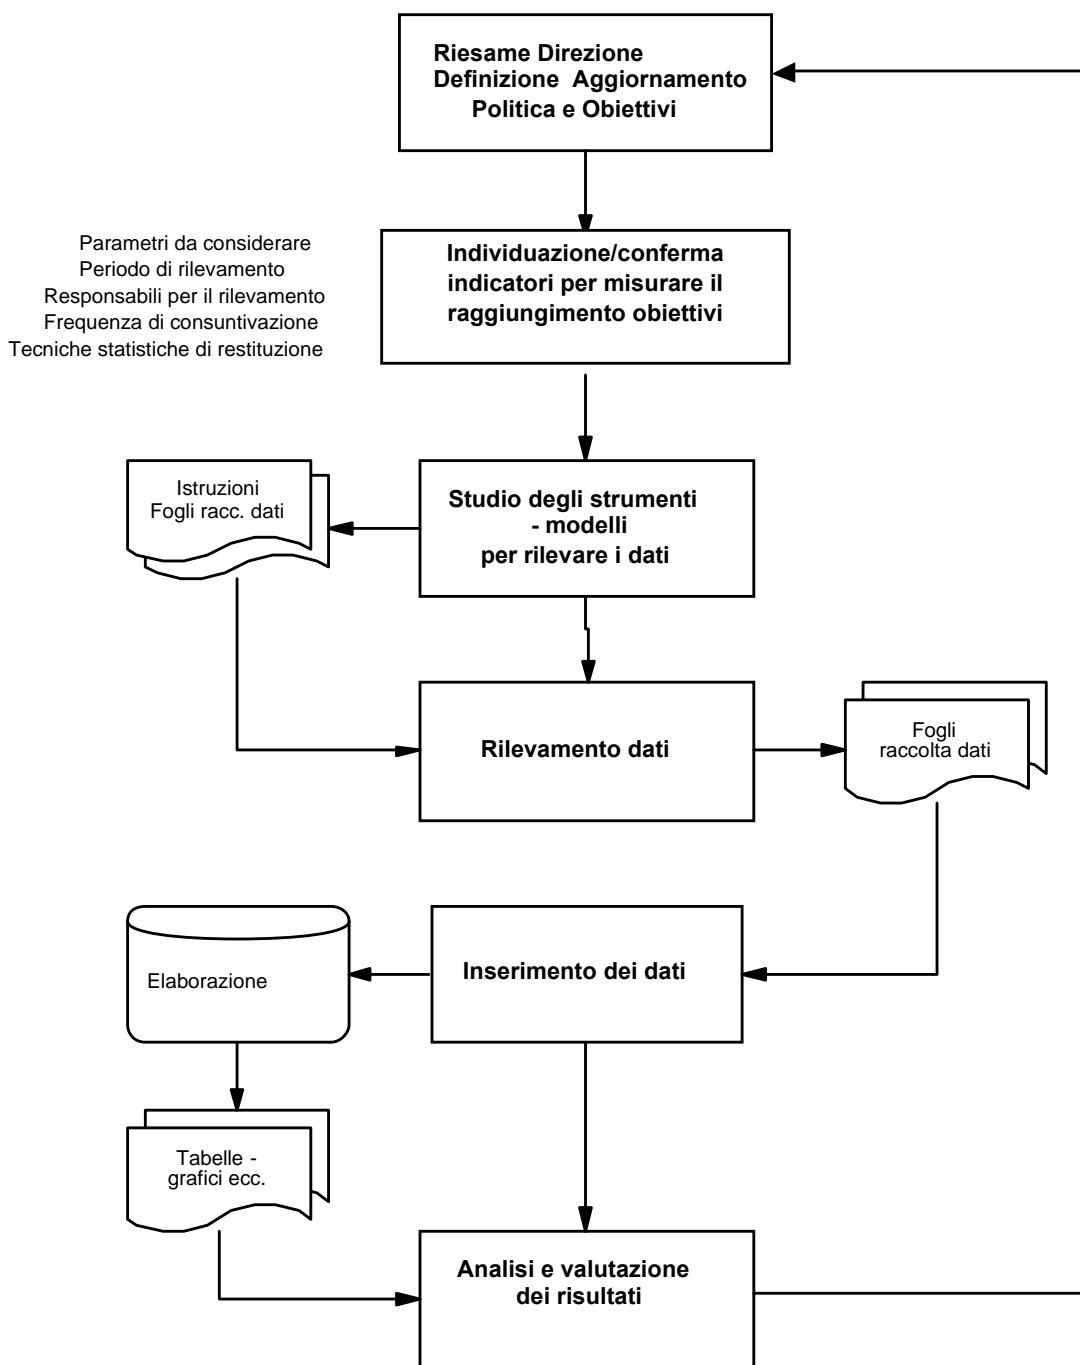 Riesame Direzione
Definizione Aggiornamento
Politica e Obiettivi
Parametri da considerare
Periodo di rilevamento
Responsabili per il rilevamento
Frequenza di consuntivazione
Tecniche statistiche di restituzione
Individuazione/conferma
indicatori per misurare il
raggiungimento obiettivi
Istruzioni
Fogli racc. dati
Studio degli strumenti
- modelli
per rilevare i dati
Rilevamento dati
Fogli
raccolta dati
Elaborazione
Inserimento dei dati
Tabelle -
grafici ecc.
Analisi e valutazione
dei risultati